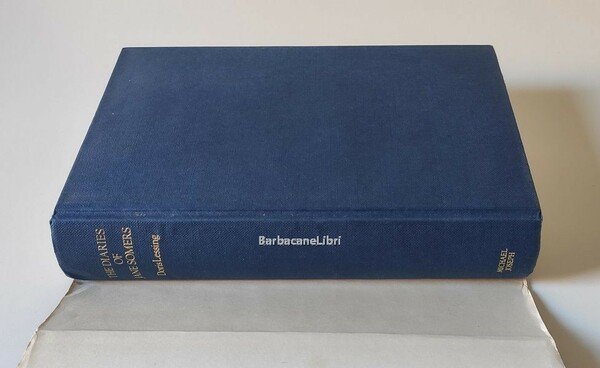 THE DIARIES
OF
JANE SOMERS
Doris Lessing
BarbacaneLibri
MICHAEL
JOSEPH